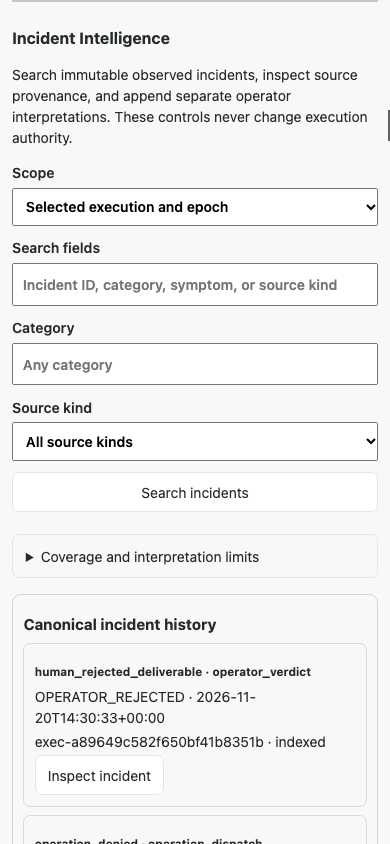 Incident Intelligence
Search immutable observed incidents, inspect source
provenance, and append separate operator
interpretations. These controls never change execution
authority.
Scope
Selected execution and epoch
Search fields
Incident ID, category, symptom, or source kind
Category
Any category
Source kind
All source kinds
Search incidents
Coverage and interpretation limits
Canonical incident history
human_rejected_deliverable · operator_verdict
OPERATOR_REJECTED · 2026-11-
20T14:30:33+00:00
exec-a89649c582f650bf41b8351b · indexed
Inspect incident
operation_denied · operation_dispatch